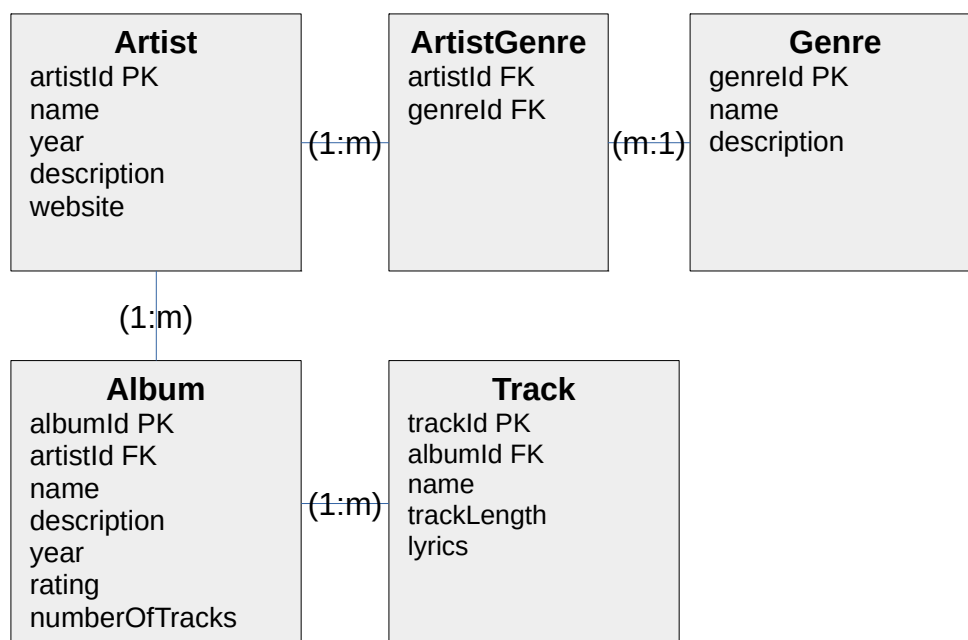 Artist
artistId PK
name
year
description
website
(1:m)
ArtistGenre
artistId FK
genreId FK
(m:1)
Genre
genreId PK
name
description
(1:m)
Album
albumId PK
artistId FK
name
description
year
rating
numberOfTracks
(1:m)
Track
trackId PK
albumId FK
name
trackLength
lyrics